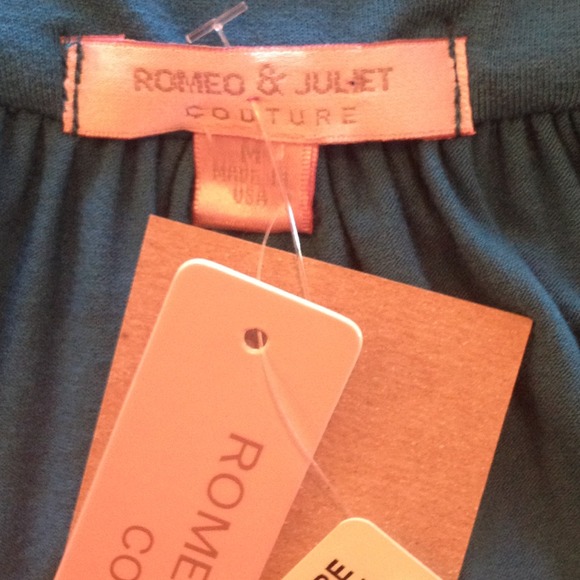 ROMEO & JULIET
COUTURE
M
MADE IN
USA
ROME
CO